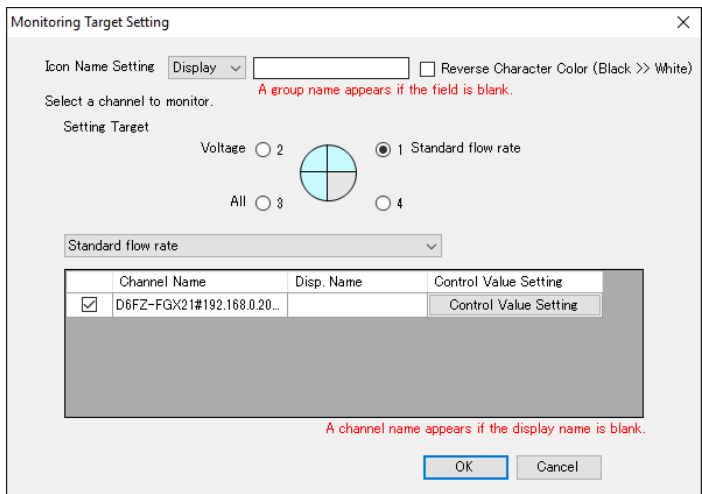 Monitoring Target Setting
Icon Name Setting Display Reverse Character Color (Black >> White)
A group name appears if the field is blank.
Select a channel to monitor.
Setting Target
Voltage 2 1 Standard flow rate
All 3 4
Standard flow rate
Channel Name Disp. Name Control Value Setting
D6FZ-FGX21#192.168.0.20... Control Value Setting
A channel name appears if the display name is blank.
OK Cancel